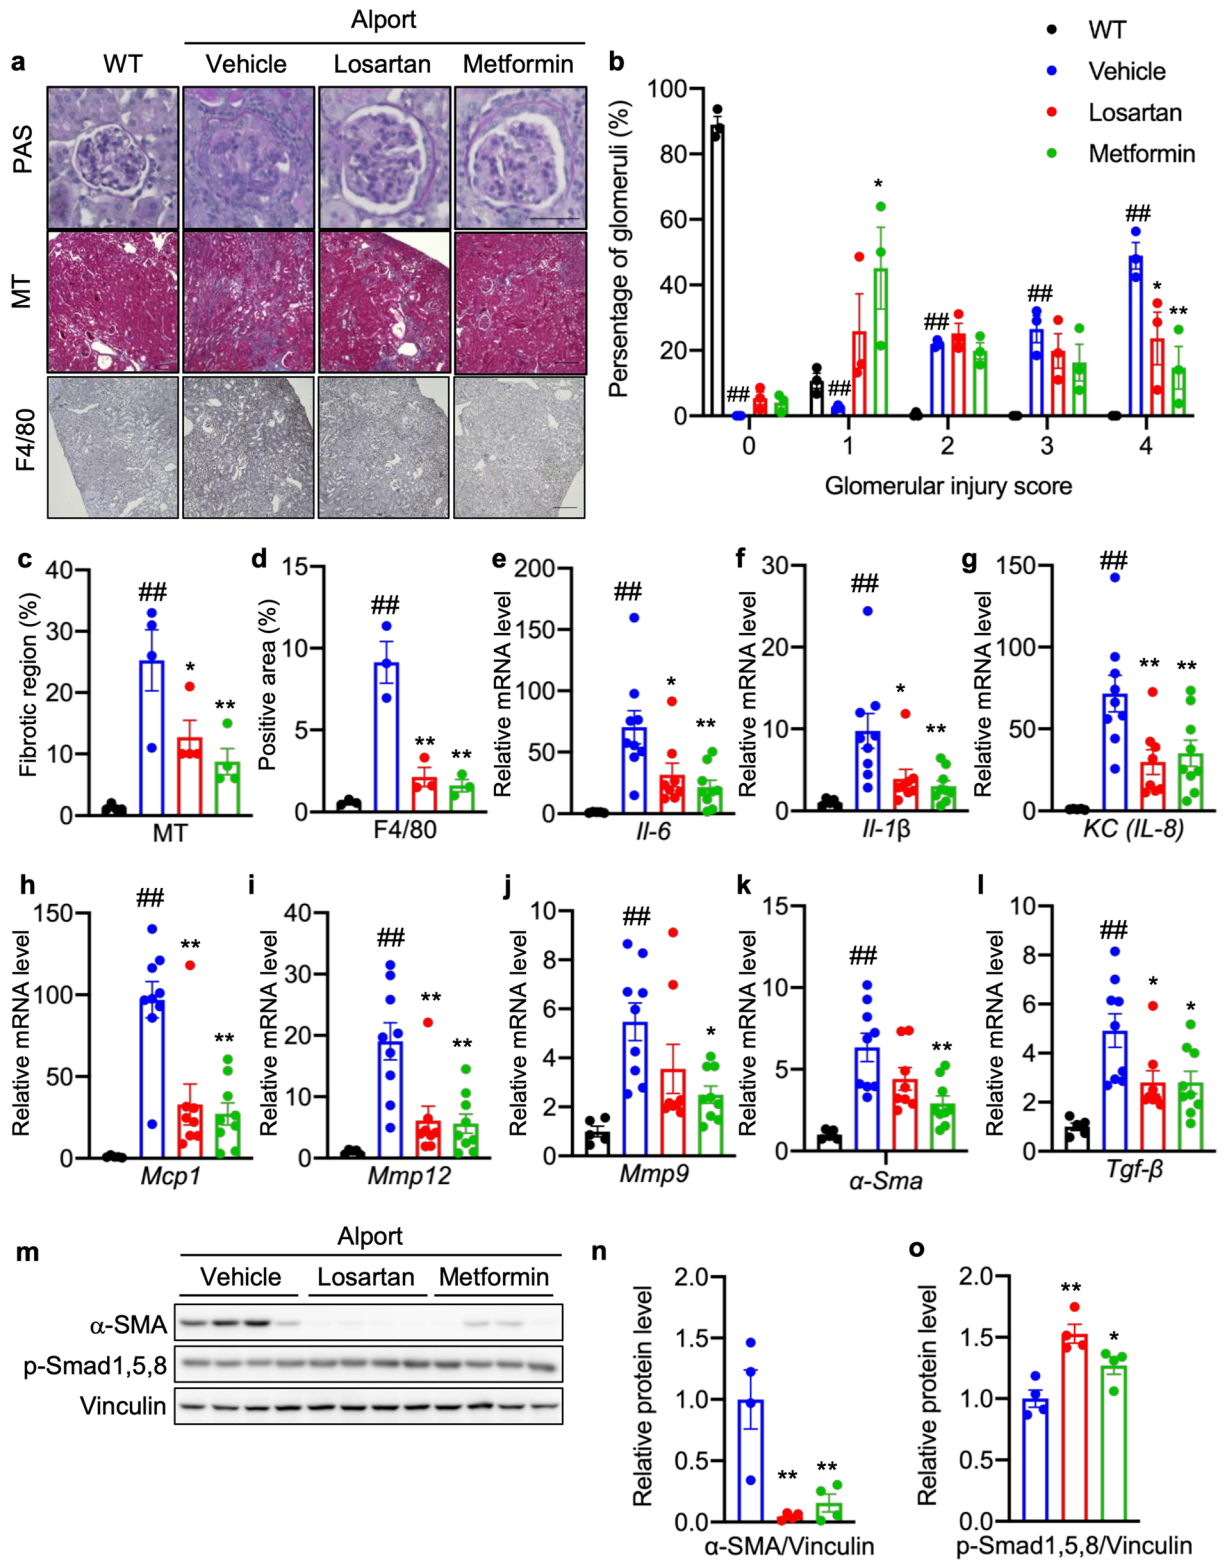 Alport
a
WT
Vehicle
Losartan
Metformin
PAS
MT
F4/80
b
WT
Vehicle
Losartan
Metformin
Persentage of glomeruli (%)
100
80
60
40
20
0
##
##
*
##
##
##
*
**
0 1 2 3 4
Glomerular injury score
c
Fibrotic region (%)
40
30
20
10
0
##
*
**
MT
d
Positive area (%)
15
10
5
0
##
**
**
F4/80
e
Relative mRNA level
200
150
100
50
0
##
*
**
Il-6
f
Relative mRNA level
30
20
10
0
##
*
**
Il-1β
g
Relative mRNA level
150
100
50
0
##
**
**
KC (IL-8)
h
Relative mRNA level
150
100
50
0
##
**
**
Mcp1
i
Relative mRNA level
40
30
20
10
0
##
**
**
Mmp12
j
Relative mRNA level
10
8
6
4
2
0
##
*
Mmp9
k
Relative mRNA level
15
10
5
0
##
**
α-Sma
l
Relative mRNA level
10
8
6
4
2
0
##
*
*
Tgf-β
m
Alport
Vehicle
Losartan
Metformin
α-SMA
p-Smad1,5,8
Vinculin
n
Relative protein level
2.0
1.5
1.0
0.5
0.0
**
**
α-SMA/Vinculin
o
Relative protein level
2.0
1.5
1.0
0.5
0.0
**
*
p-Smad1,5,8/Vinculin